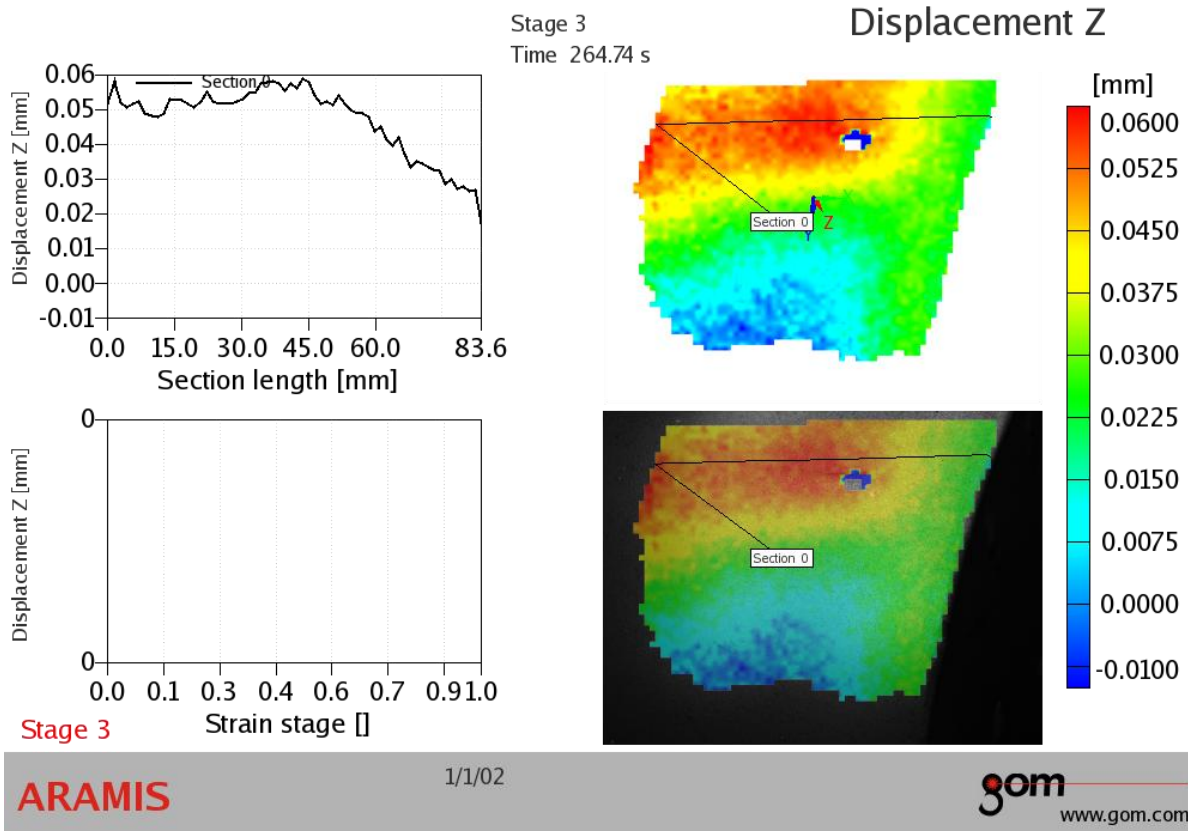 Stage 3
Time 264.74 s
Displacement Z
Displacement Z [mm]
0.06
0.05
0.04
0.03
0.02
0.01
0.00
-0.01
Section 0
0.0 15.0 30.0 45.0 60.0 83.6
Section length [mm]
Section 0
Z
Y
[mm]
0.0600
0.0525
0.0450
0.0375
0.0300
0.0225
0.0150
0.0075
0.0000
-0.0100
Displacement Z [mm]
0
0
0.0 0.1 0.3 0.4 0.6 0.7 0.91.0
Strain stage []
Section 0
Stage 3
ARAMIS
1/1/02
gom
www.gom.com